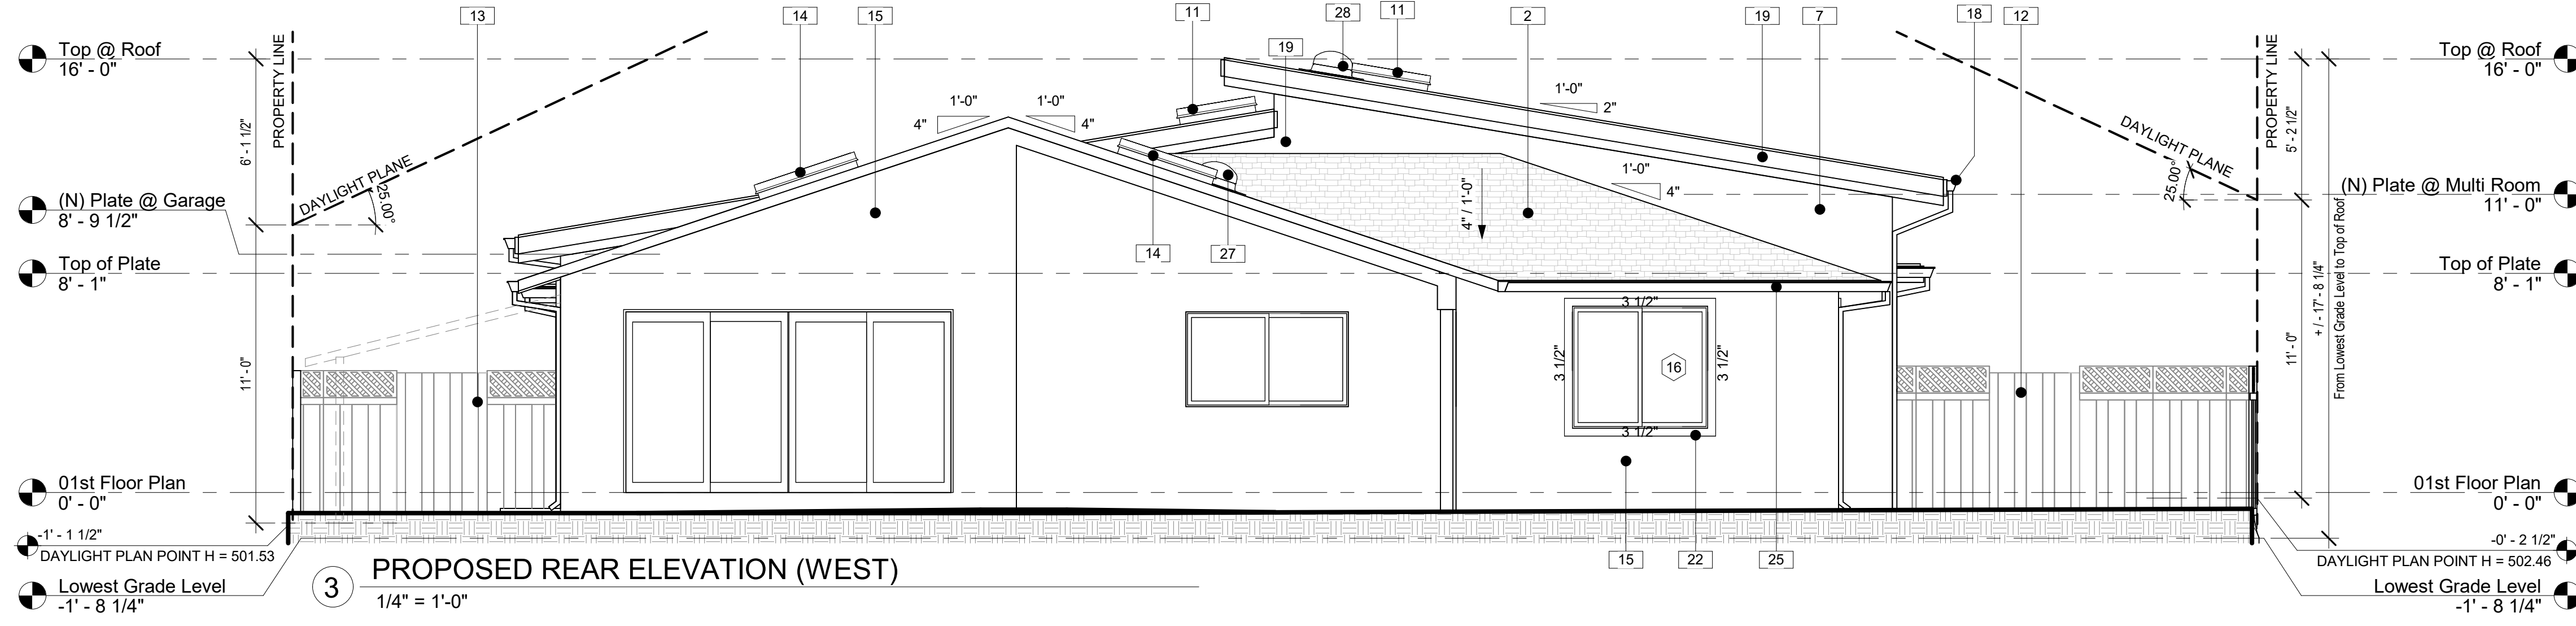 13
14
15
11
28
11
2
19
7
18
12
19
Top @ Roof
16' - 0"
PROPERTY LINE
6' - 1 1/2"
DAYLIGHT PLANE
25.00°
(N) Plate @ Garage
8' - 9 1/2"
Top of Plate
8' - 1"
11' - 0"
01st Floor Plan
0' - 0"
-1' - 1 1/2"
DAYLIGHT PLAN POINT H = 501.53
Lowest Grade Level
-1' - 8 1/4"
1'-0"
4"
1'-0"
4"
1'-0"
2"
1'-0"
4"
4" / 1'-0"
14
27
3 1/2"
3 1/2"
3 1/2"
3 1/2"
16
15
22
25
Top @ Roof
16' - 0"
PROPERTY LINE
5' - 2 1/2"
DAYLIGHT PLANE
25.00°
(N) Plate @ Multi Room
11' - 0"
Top of Plate
8' - 1"
11' - 0"
+ / - 17' - 8 1/4"
From Lowest Grade Level to Top of Roof
01st Floor Plan
0' - 0"
-0' - 2 1/2"
DAYLIGHT PLAN POINT H = 502.46
Lowest Grade Level
-1' - 8 1/4"
3
PROPOSED REAR ELEVATION (WEST)
1/4" = 1'-0"